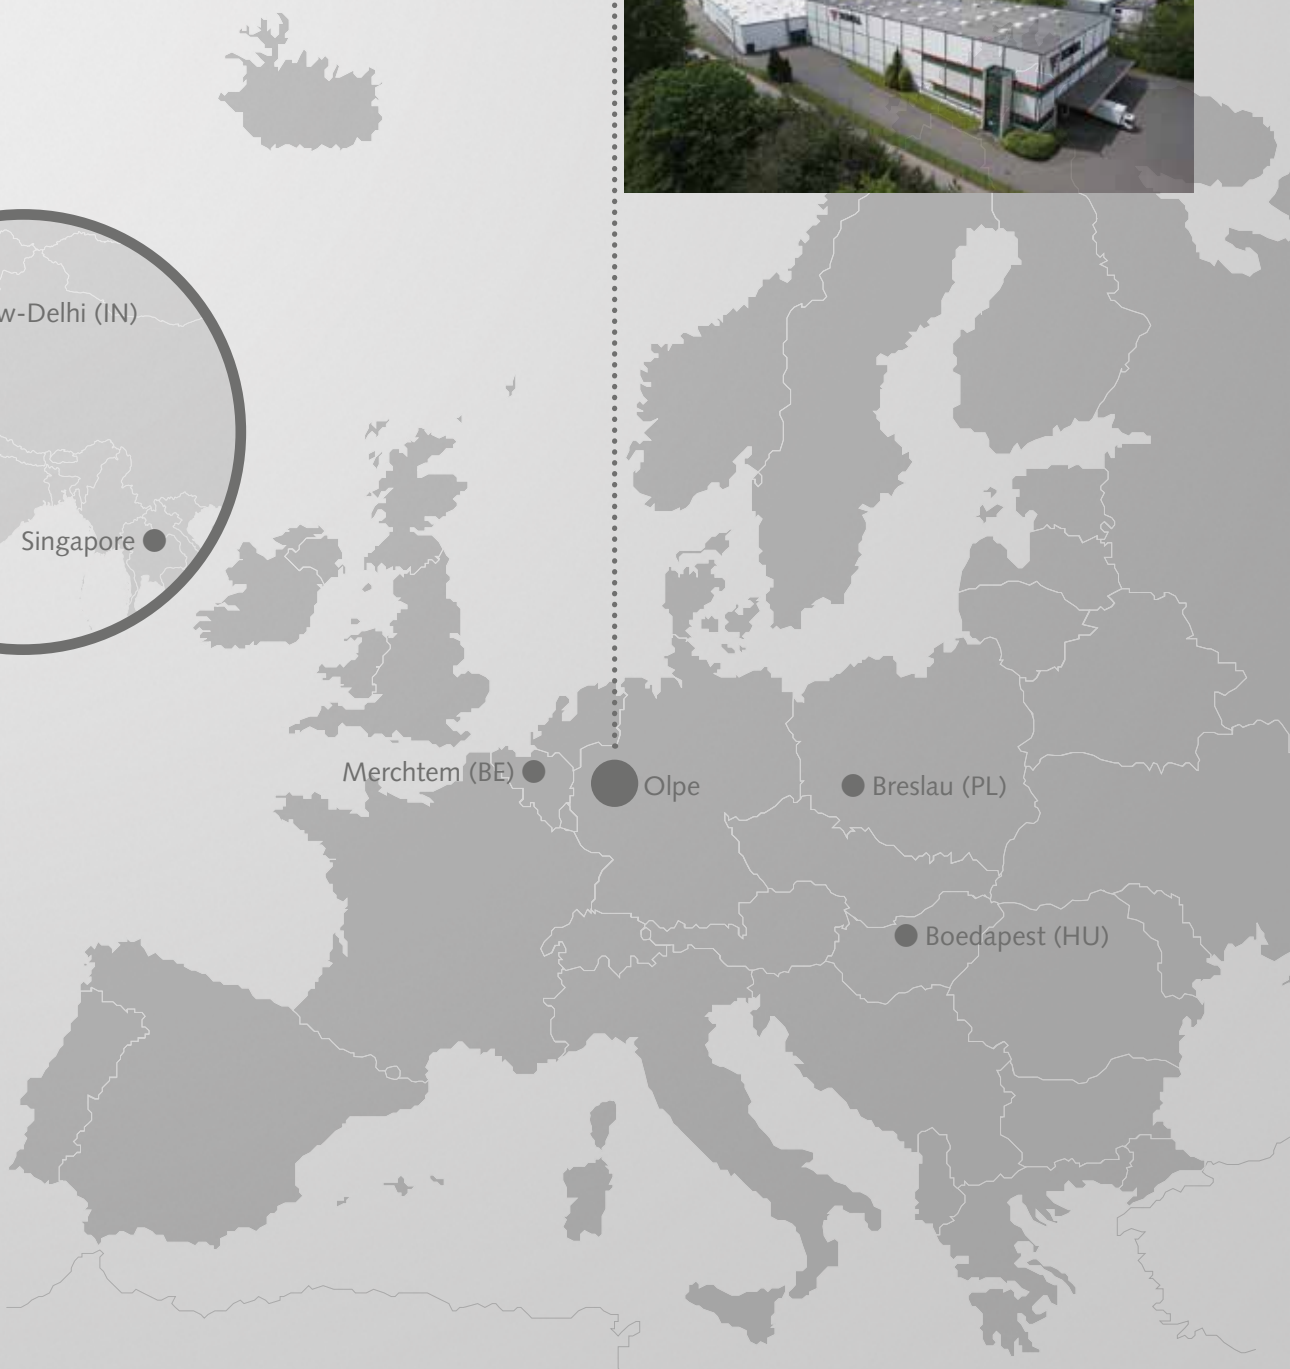 w-Delhi (IN)
Singapore
Merchtem (BE)
Olpe
Breslau (PL)
Boedapest (HU)